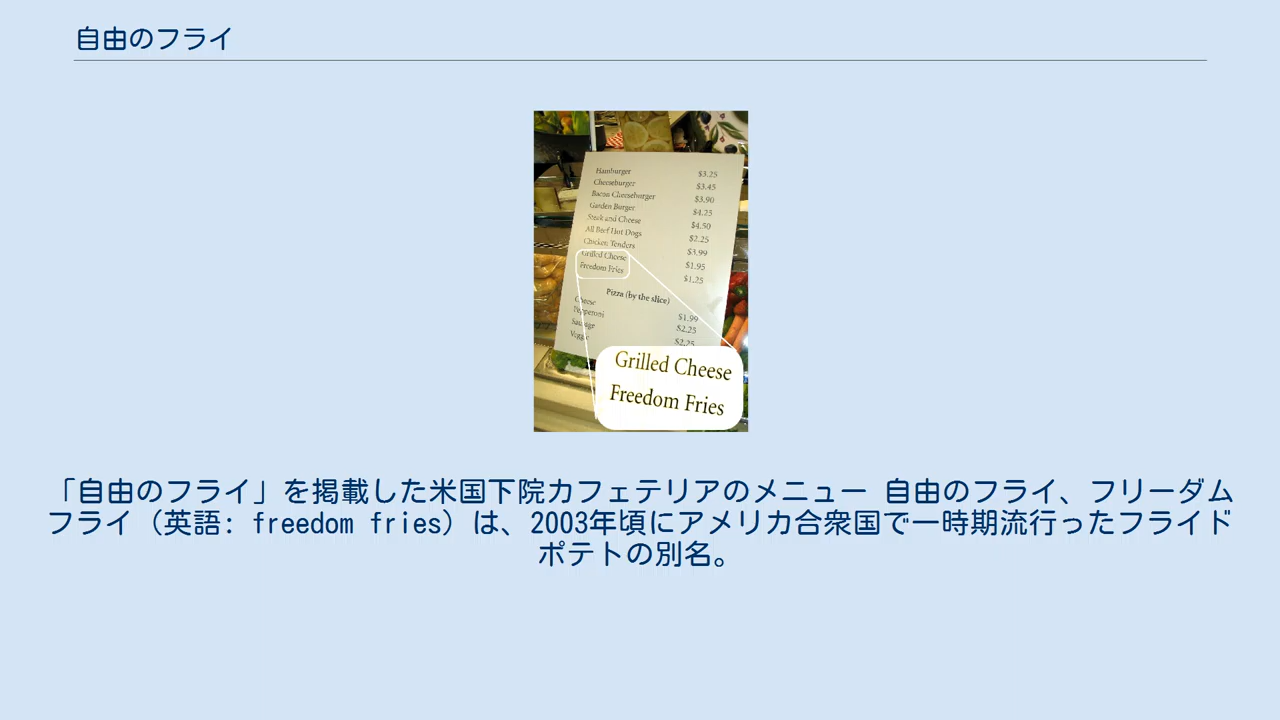 自由のフライ
Hamburger $3.25
Cheeseburger $3.45
Bacon Cheeseburger $3.90
Garden Burger $4.25
Steak and Cheese $4.50
All Beef Hot Dogs $2.25
Chicken Tenders $3.99
Grilled Cheese $1.95
Freedom Fries $1.25
Pizza (by the slice)
Cheese $1.99
Pepperoni $2.25
Sausage $2.25
Veggie
Grilled Cheese
Freedom Fries
「自由のフライ」を掲載した米国下院カフェテリアのメニュー 自由のフライ、フリーダム
フライ（英語: freedom fries）は、2003年頃にアメリカ合衆国で一時期流行ったフライド
ポテトの別名。